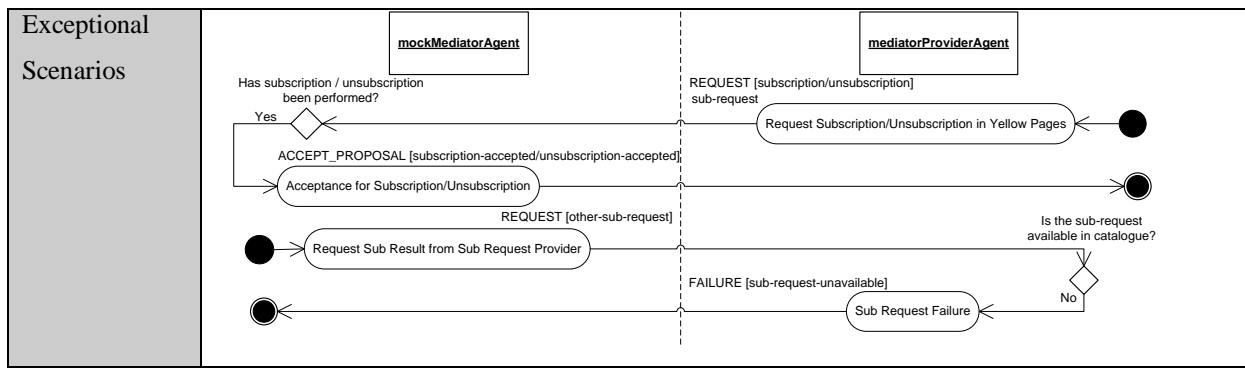 Exceptional
Scenarios
mockMediatorAgent
mediatorProviderAgent
Has subscription / unsubscription
been performed?
Yes
REQUEST [subscription/unsubscription]
sub-request
Request Subscription/Unsubscription in Yellow Pages
ACCEPT_PROPOSAL [subscription-accepted/unsubscription-accepted]
Acceptance for Subscription/Unsubscription
REQUEST [other-sub-request]
Request Sub Result from Sub Request Provider
Is the sub-request
available in catalogue?
FAILURE [sub-request-unavailable]
No
Sub Request Failure